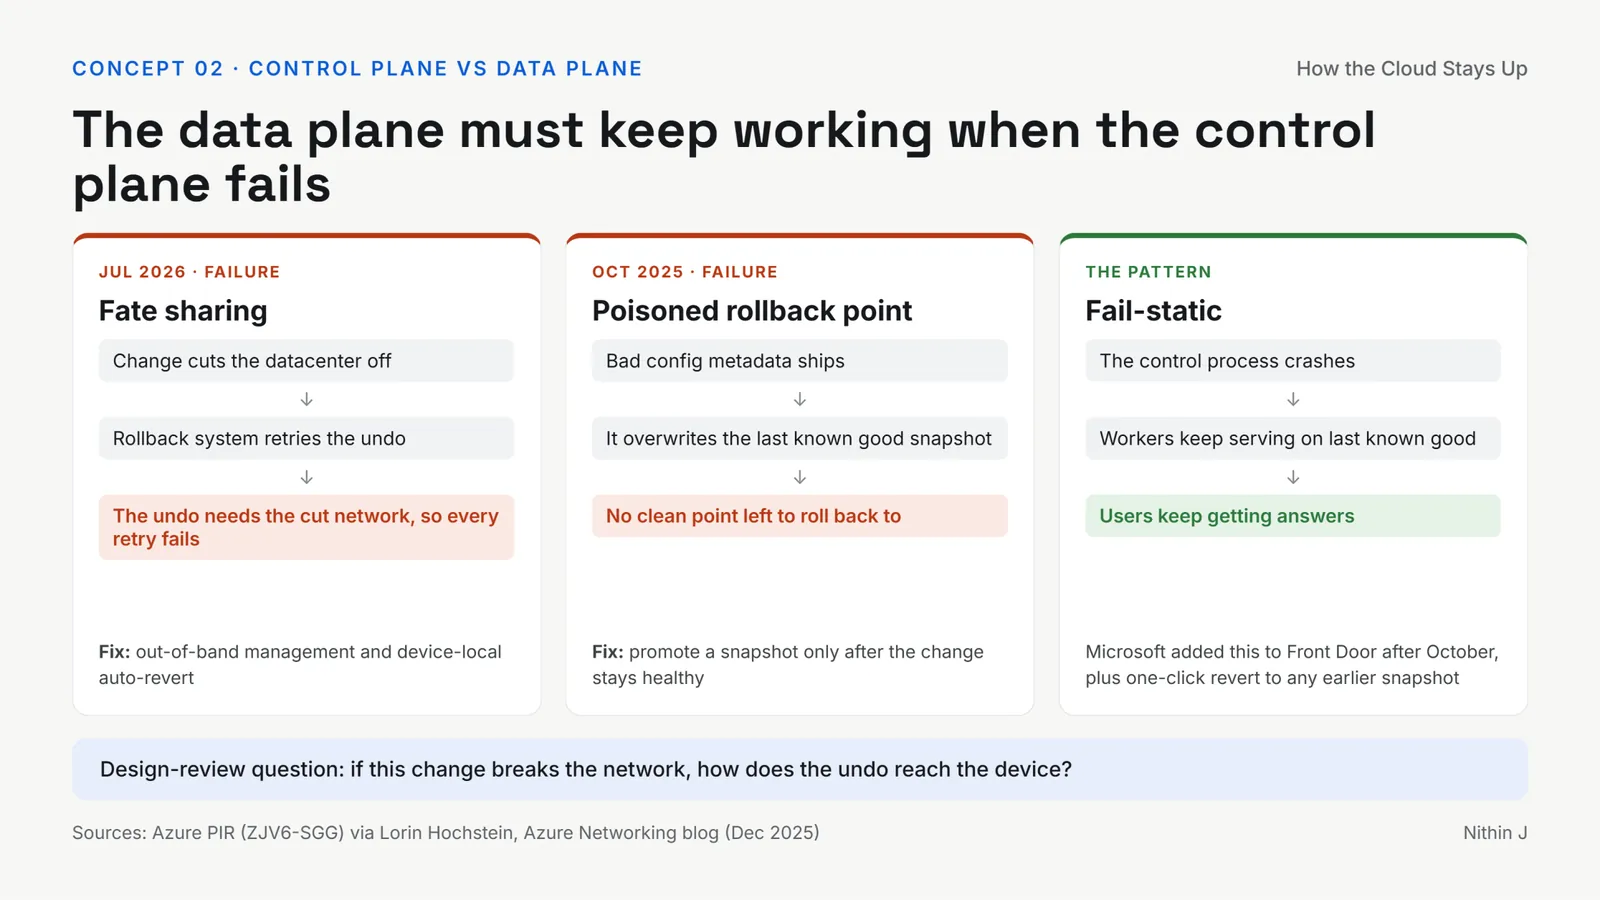 CONCEPT 02 · CONTROL PLANE VS DATA PLANE
How the Cloud Stays Up
The data plane must keep working when the control
plane fails
JUL 2026 · FAILURE
Fate sharing
Change cuts the datacenter off
↓
Rollback system retries the undo
↓
The undo needs the cut network, so every
retry fails
Fix: out-of-band management and device-local
auto-revert
OCT 2025 · FAILURE
Poisoned rollback point
Bad config metadata ships
↓
It overwrites the last known good snapshot
↓
No clean point left to roll back to
Fix: promote a snapshot only after the change
stays healthy
THE PATTERN
Fail-static
The control process crashes
↓
Workers keep serving on last known good
↓
Users keep getting answers
Microsoft added this to Front Door after October,
plus one-click revert to any earlier snapshot
Design-review question: if this change breaks the network, how does the undo reach the device?
Sources: Azure PIR (ZJV6-SGG) via Lorin Hochstein, Azure Networking blog (Dec 2025)
Nithin J